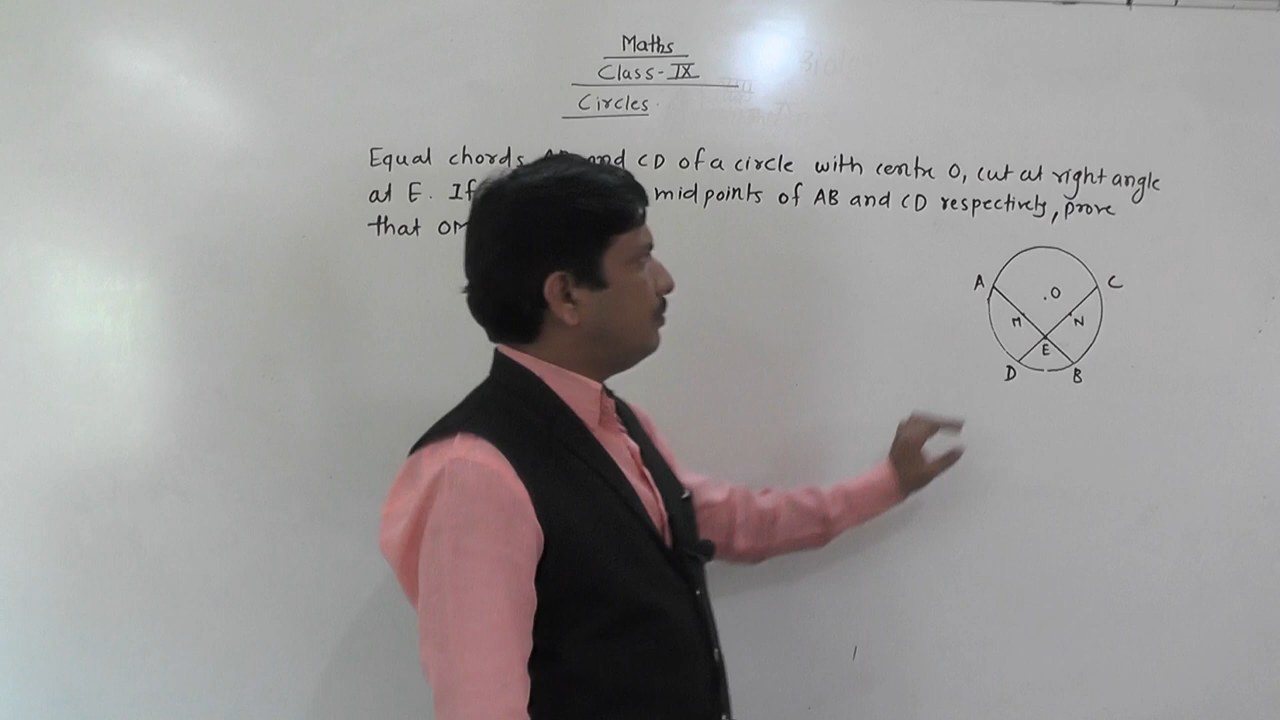 Maths
Class-IX
Circles
Equal chords and CD of a circle with centre O, cut at right angle
at E. If midpoints of AB and CD respectively, prove
that OM
A
C
.O
M
N
E
D
B